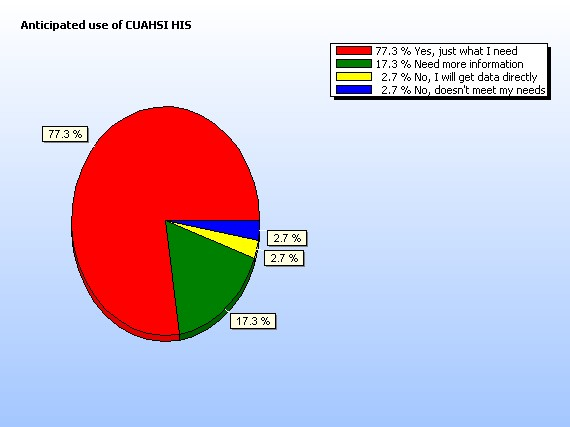 Anticipated use of CUAHSI HIS
77.3 % Yes, just what I need
17.3 % Need more information
2.7 % No, I will get data directly
2.7 % No, doesn't meet my needs
77.3 %
2.7 %
2.7 %
17.3 %